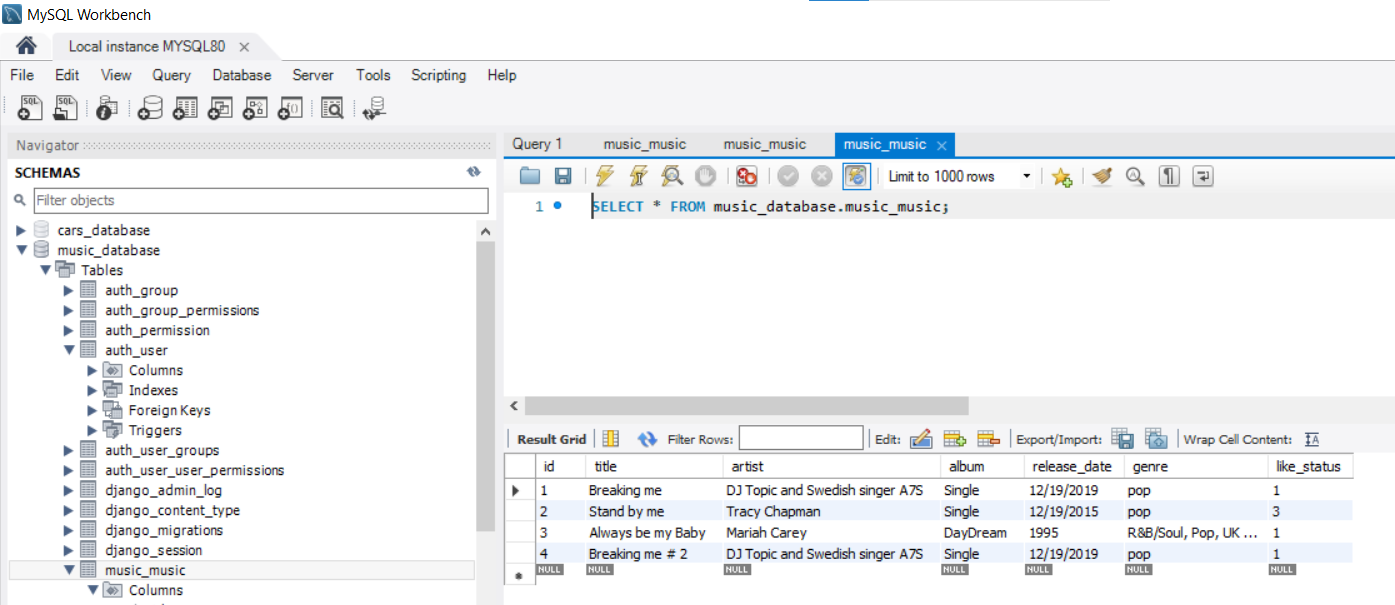 MySQL Workbench
Local instance MYSQL80
File Edit View Query Database Server Tools Scripting Help
Navigator
SCHEMAS
Filter objects
cars_database
music_database
Tables
auth_group
auth_group_permissions
auth_permission
auth_user
Columns
Indexes
Foreign Keys
Triggers
auth_user_groups
auth_user_user_permissions
django_admin_log
django_content_type
django_migrations
django_session
music_music
Columns
Query 1 music_music music_music music_music
Limit to 1000 rows
1 SELECT * FROM music_database.music_music;
Result Grid Filter Rows: Edit: Export/Import: Wrap Cell Content:
id title artist album release_date genre like_status
1 Breaking me DJ Topic and Swedish singer A7S Single 12/19/2019 pop 1
2 Stand by me Tracy Chapman Single 12/19/2015 pop 3
3 Always be my Baby Mariah Carey DayDream 1995 R&B/Soul, Pop, UK ... 1
4 Breaking me # 2 DJ Topic and Swedish singer A7S Single 12/19/2019 pop 1
NULL NULL NULL NULL NULL NULL NULL